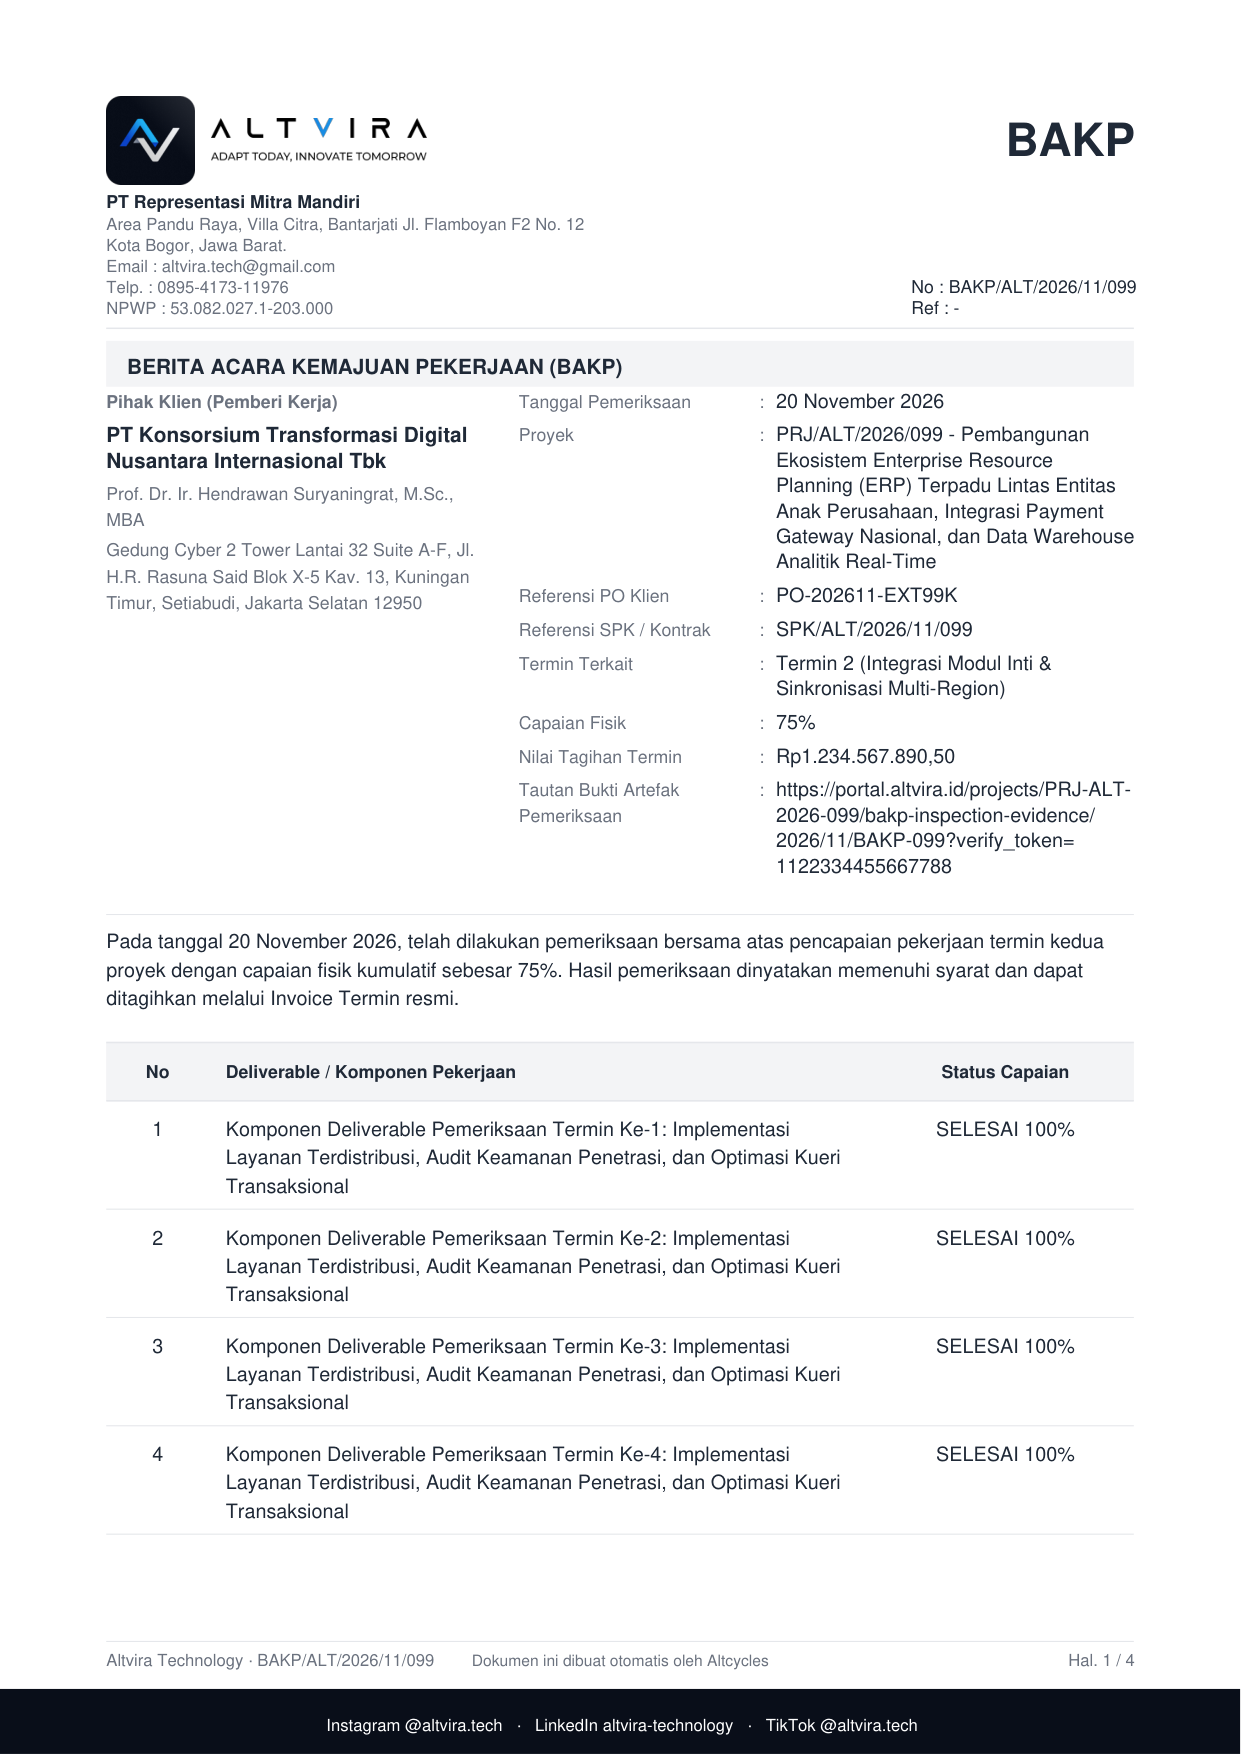 ALTVIRA
ADAPT TODAY, INNOVATE TOMORROW
BAKP
PT Representasi Mitra Mandiri
Area Pandu Raya, Villa Citra, Bantarjati Jl. Flamboyan F2 No. 12
Kota Bogor, Jawa Barat.
Email : altvira.tech@gmail.com
Telp. : 0895-4173-11976
NPWP : 53.082.027.1-203.000
No : BAKP/ALT/2026/11/099
Ref : -
BERITA ACARA KEMAJUAN PEKERJAAN (BAKP)
Pihak Klien (Pemberi Kerja)
PT Konsorsium Transformasi Digital
Nusantara Internasional Tbk
Prof. Dr. Ir. Hendrawan Suryaningrat, M.Sc.,
MBA
Gedung Cyber 2 Tower Lantai 32 Suite A-F, Jl.
H.R. Rasuna Said Blok X-5 Kav. 13, Kuningan
Timur, Setiabudi, Jakarta Selatan 12950
Tanggal Pemeriksaan : 20 November 2026
Proyek : PRJ/ALT/2026/099 - Pembangunan
Ekosistem Enterprise Resource
Planning (ERP) Terpadu Lintas Entitas
Anak Perusahaan, Integrasi Payment
Gateway Nasional, dan Data Warehouse
Analitik Real-Time
Referensi PO Klien : PO-202611-EXT99K
Referensi SPK / Kontrak : SPK/ALT/2026/11/099
Termin Terkait : Termin 2 (Integrasi Modul Inti &
Sinkronisasi Multi-Region)
Capaian Fisik : 75%
Nilai Tagihan Termin : Rp1.234.567.890,50
Tautan Bukti Artefak : https://portal.altvira.id/projects/PRJ-ALT-
Pemeriksaan 2026-099/bakp-inspection-evidence/
2026/11/BAKP-099?verify_token=
1122334455667788
Pada tanggal 20 November 2026, telah dilakukan pemeriksaan bersama atas pencapaian pekerjaan termin kedua
proyek dengan capaian fisik kumulatif sebesar 75%. Hasil pemeriksaan dinyatakan memenuhi syarat dan dapat
ditagihkan melalui Invoice Termin resmi.
No Deliverable / Komponen Pekerjaan Status Capaian
1 Komponen Deliverable Pemeriksaan Termin Ke-1: Implementasi SELESAI 100%
Layanan Terdistribusi, Audit Keamanan Penetrasi, dan Optimasi Kueri
Transaksional
2 Komponen Deliverable Pemeriksaan Termin Ke-2: Implementasi SELESAI 100%
Layanan Terdistribusi, Audit Keamanan Penetrasi, dan Optimasi Kueri
Transaksional
3 Komponen Deliverable Pemeriksaan Termin Ke-3: Implementasi SELESAI 100%
Layanan Terdistribusi, Audit Keamanan Penetrasi, dan Optimasi Kueri
Transaksional
4 Komponen Deliverable Pemeriksaan Termin Ke-4: Implementasi SELESAI 100%
Layanan Terdistribusi, Audit Keamanan Penetrasi, dan Optimasi Kueri
Transaksional
Altvira Technology · BAKP/ALT/2026/11/099 Dokumen ini dibuat otomatis oleh Altcycles Hal. 1 / 4
Instagram @altvira.tech · LinkedIn altvira-technology · TikTok @altvira.tech